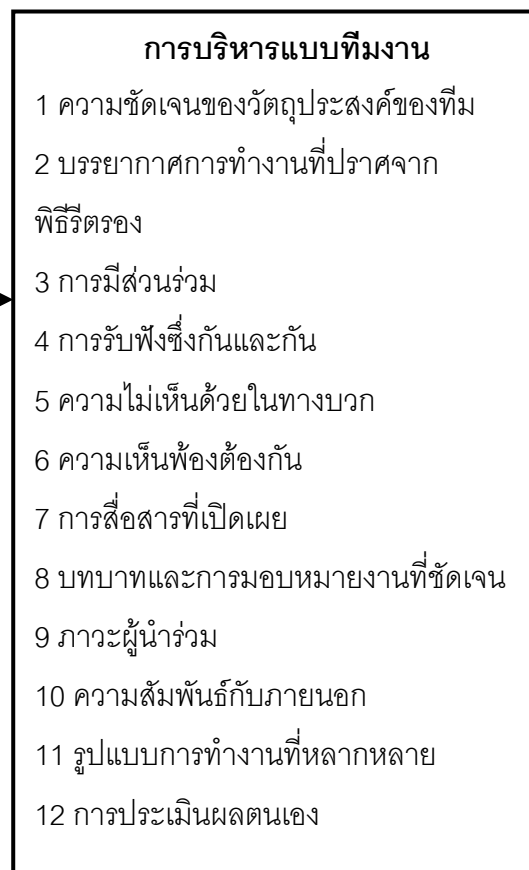 การบริหารแบบทีมงาน
1 ความชัดเจนของวัตถุประสงค์ของทีม
2 บรรยากาศการทำงานที่ปราศจาก
พิธีรีตรอง
3 การมีส่วนร่วม
4 การรับฟังซึ่งกันและกัน
5 ความไม่เห็นด้วยในทางบวก
6 ความเห็นพ้องต้องกัน
7 การสื่อสารที่เปิดเผย
8 บทบาทและการมอบหมายงานที่ชัดเจน
9 ภาวะผู้นำร่วม
10 ความสัมพันธ์กับภายนอก
11 รูปแบบการทำงานที่หลากหลาย
12 การประเมินผลตนเอง